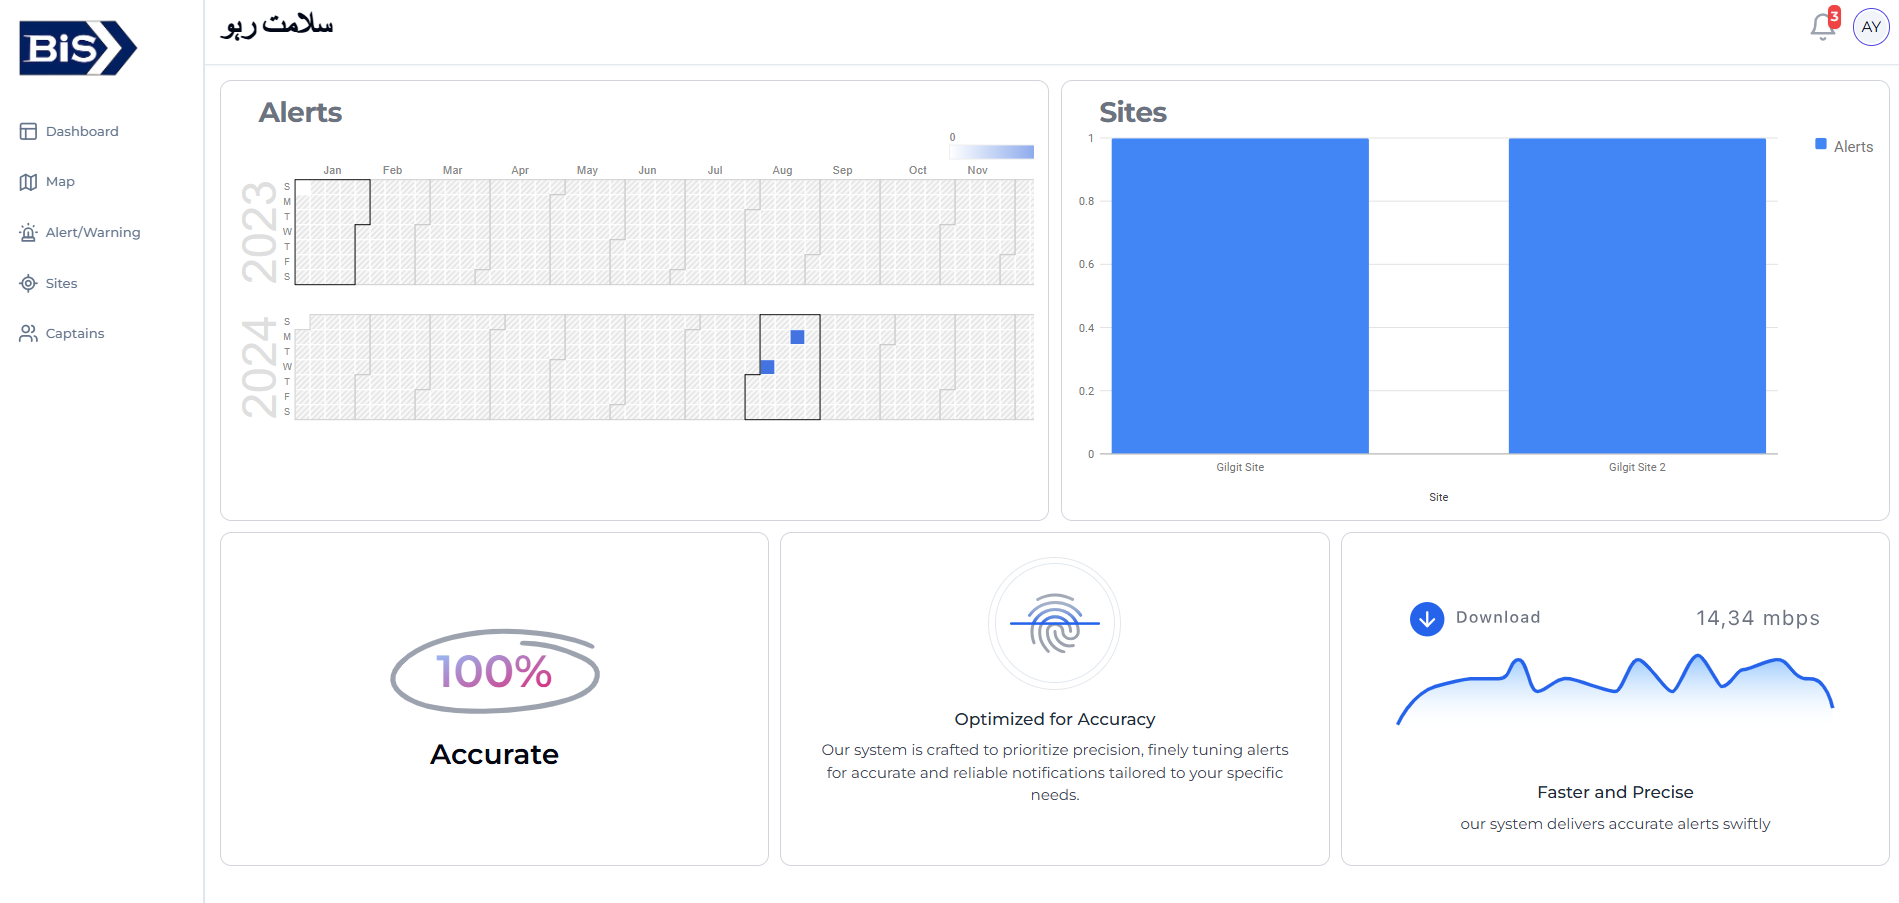 BiS
سلامت رہو
3
AY
Dashboard
Map
Alert/Warning
Sites
Captains
Alerts
0
Jan Feb Mar Apr May Jun Jul Aug Sep Oct Nov
2023
S
M
T
W
T
F
S
2024
S
M
T
W
T
F
S
Sites
Alerts
1
0.8
0.6
0.4
0.2
0
Gilgit Site Gilgit Site 2
Site
100%
Accurate
Optimized for Accuracy
Our system is crafted to prioritize precision, finely tuning alerts
for accurate and reliable notifications tailored to your specific
needs.
Download 14,34 mbps
Faster and Precise
our system delivers accurate alerts swiftly